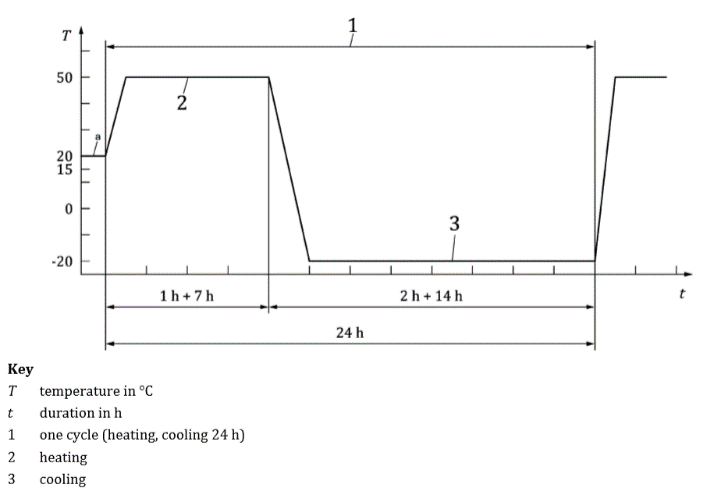 1
T
50
2
a
20
15
0
3
-20
1 h + 7 h
2 h + 14 h
t
24 h
Key
T temperature in °C
t duration in h
1 one cycle (heating, cooling 24 h)
2 heating
3 cooling